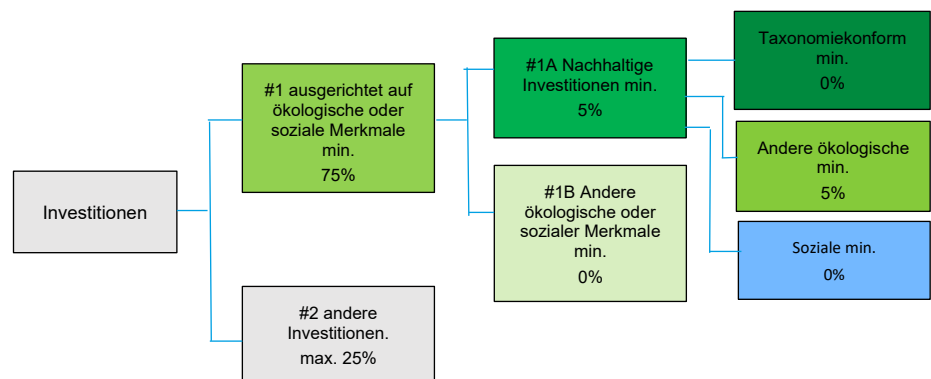 Investitionen
#1 ausgerichtet auf
ökologische oder
soziale Merkmale
min.
75%
#2 andere
Investitionen.
max. 25%
#1A Nachhaltige
Investitionen min.
5%
#1B Andere
ökologische oder
sozialer Merkmale
min.
0%
Taxonomiekonform
min.
0%
Andere ökologische
min.
5%
Soziale min.
0%